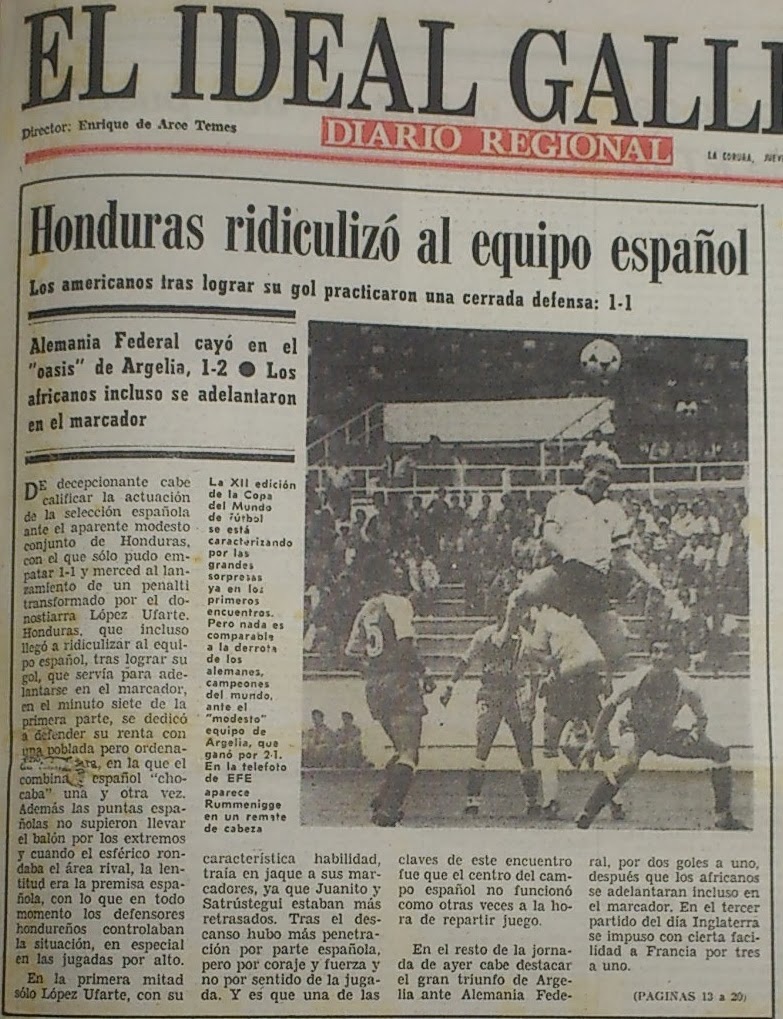 EL IDEAL GALL
Director: Enrique de Arce Temes
DIARIO REGIONAL
LA CORUÑA, JUEV
Honduras ridiculizó al equipo español
Los americanos tras lograr su gol practicaron una cerrada defensa: 1-1
Alemania Federal cayó en el
"oasis" de Argelia, 1-2 ● Los
africanos incluso se adelantaron
en el marcador
DE decepcionante cabe
calificar la actuación
de la selección española
ante el aparente modesto
conjunto de Honduras,
con el que sólo pudo em-
patar 1-1 y merced al lan-
zamiento de un penalti
transformado por el do-
nostiarra López Ufarte.
Honduras, que incluso
llegó a ridiculizar al equi-
po español, tras lograr su
gol, que servía para ade-
lantarse en el marcador,
en el minuto siete de la
primera parte, se dedicó
a defender su renta con
una poblada pero ordena-
en la que el
español "cho-
caba" una y otra vez.
Además las puntas espa-
ñolas no supieron llevar
el balón por los extremos
y cuando el esférico ron-
daba el área rival, la len-
titud era la premisa espa-
ñola, con lo que en todo
momento los defensores
hondureños controlaban
la situación, en especial
en las jugadas por alto.
En la primera mitad
sólo López Ufarte, con su
La XII edición
de la Copa
del Mundo
de fútbol
se está
caracterizando
por las
grandes
sorpresas
ya en los
primeros
encuentros.
Pero nada es
comparable
a la derrota
de los
alemanes,
campeones
del mundo,
ante el
"modesto"
equipo de
Argelia, que
ganó por 2-1.
En la telefoto
de EFE
aparece
Rummenigge
en un remate
de cabeza
5
característica habilidad,
traía en jaque a sus mar-
cadores, ya que Juanito y
Satrústegui estaban más
retrasados. Tras el des-
canso hubo más penetra-
ción por parte española,
pero por coraje y fuerza y
no por sentido de la juga-
da. Y es que una de las
claves de este encuentro
fue que el centro del cam-
po español no funcionó
como otras veces a la ho-
ra de repartir juego.
En el resto de la jorna-
da de ayer cabe destacar
el gran triunfo de Arge-
lia ante Alemania Fede-
ral, por dos goles a uno,
después que los africanos
se adelantaran incluso en
el marcador. En el tercer
partido del día Inglaterra
se impuso con cierta faci-
lidad a Francia por tres
a uno.
(PAGINAS 13 a 20)